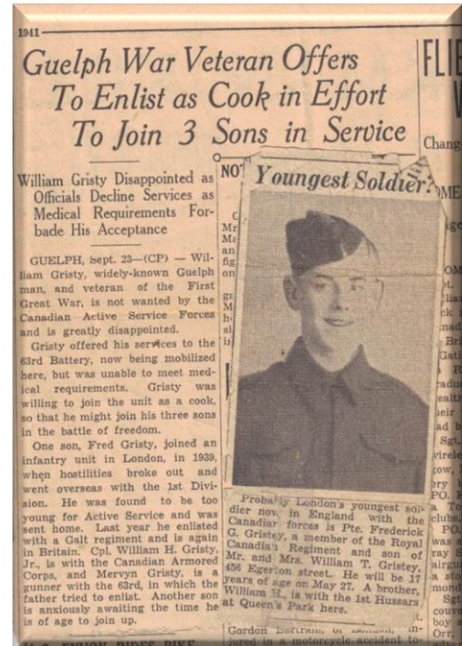 1941
Guelph War Veteran Offers
To Enlist as Cook in Effort
To Join 3 Sons in Service
William Gristy Disappointed as
Officials Decline Services as
Medical Requirements For-
bade His Acceptance
GUELPH, Sept. 23—(CP) — Wil-
liam Gristy, widely-known Guelph
man, and veteran of the First
Great War, is not wanted by the
Canadian Active Service Forces
and is greatly disappointed.
Gristy offered his services to the
63rd Battery, now being mobilized
here, but was unable to meet med-
ical requirements. Gristy was
willing to join the unit as a cook,
so that he might join his three sons
in the battle of freedom.
One son, Fred Gristy, joined an
infantry unit in London, in 1939,
when hostilities broke out and
went overseas with the 1st Divi-
sion. He was found to be too
young for Active Service and was
sent home. Last year he enlisted
with a Galt regiment and is again
in Britain. Cpl. William H. Gristy,
Jr., is with the Canadian Armored
Corps, and Mervyn Gristy, is a
gunner with the 63rd, in which the
father tried to enlist. Another son
is anxiously awaiting the time he
is of age to join up.
Youngest Soldier?
Probably London's youngest sol-
dier now in England with the
Canadian forces is Pte. Frederick
G. Gristey, a member of the Royal
Canadian Regiment and son of
Mr. and Mrs. William T. Gristey,
456 Egerton street. He will be 17
years of age on May 27. A brother,
William H., is with the 1st Hussars
at Queen's Park here.
jured in a motorcycle accident to-